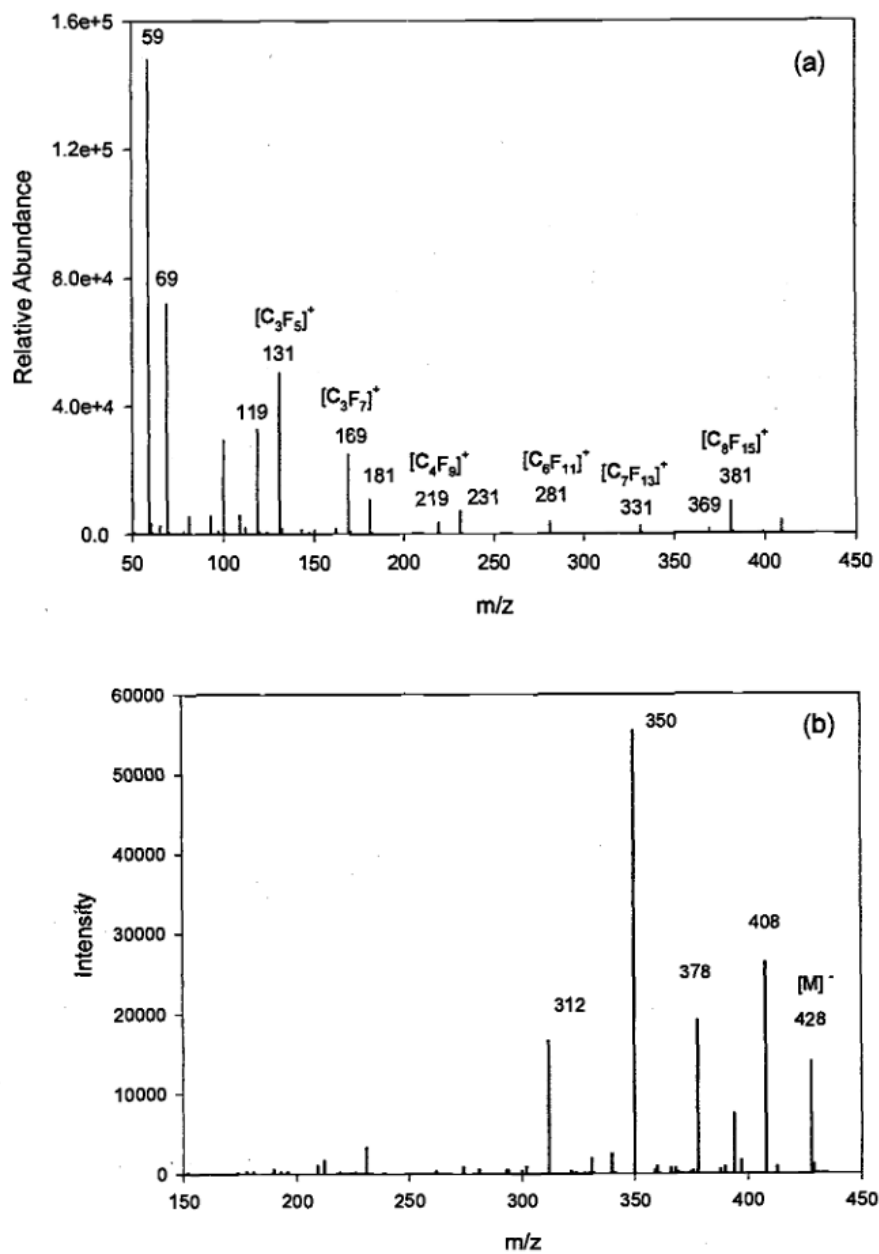 1.6e+5
59
(a)
1.2e+5
Relative Abundance
8.0e+4
69
[C3F5]+
131
4.0e+4
119
[C3F7]+
169
181
[C4F9]+
219
231
[C6F11]+
281
[C7F13]+
331
369
[C8F15]+
381
0.0
50 100 150 200 250 300 350 400 450
m/z
60000
350
(b)
50000
40000
Intensity
30000
408
378
[M]-
428
20000
312
10000
0
150 200 250 300 350 400 450
m/z